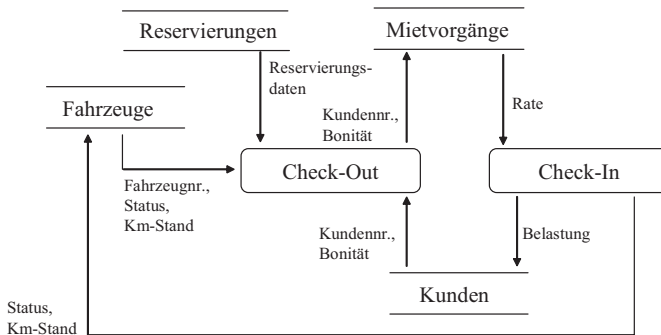 Reservierungen
Mietvorgänge
Reservierungs-
daten
Fahrzeuge
Kundennr.,
Bonität
Rate
Check-Out
Check-In
Fahrzeugnr.,
Status,
Km-Stand
Kundennr.,
Bonität
Belastung
Kunden
Status,
Km-Stand